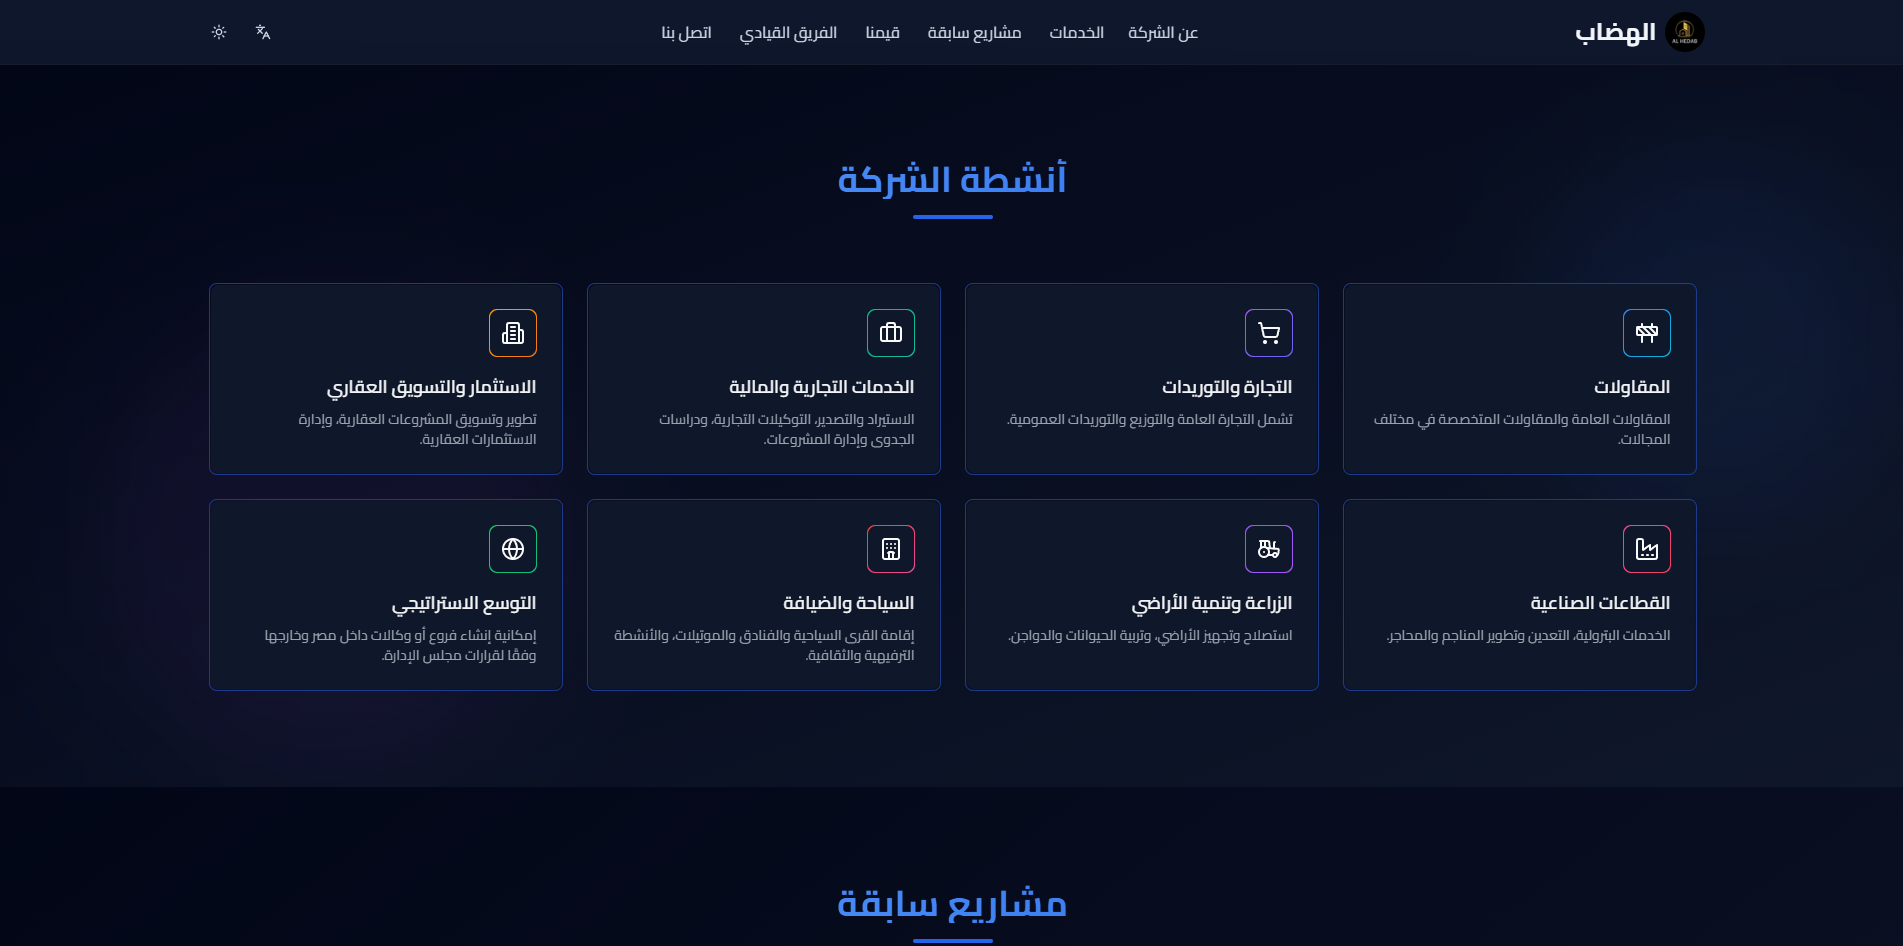 AL HEDAB
الهضاب
عن الشركة
الخدمات
مشاريع سابقة
قيمنا
الفريق القيادي
اتصل بنا
أنشطة الشركة
المقاولات
المقاولات العامة والمقاولات المتخصصة في مختلف
المجالات.
التجارة والتوريدات
تشمل التجارة العامة والتوزيع والتوريدات العمومية.
الخدمات التجارية والمالية
الاستيراد والتصدير، التوكيلات التجارية، ودراسات
الجدوى وإدارة المشروعات.
الاستثمار والتسويق العقاري
تطوير وتسويق المشروعات العقارية، وإدارة
الاستثمارات العقارية.
القطاعات الصناعية
الخدمات البترولية، التعدين وتطوير المناجم والمحاجر.
الزراعة وتنمية الأراضي
استصلاح وتجهيز الأراضي، وتربية الحيوانات والدواجن.
السياحة والضيافة
إقامة القرى السياحية والفنادق والموتيلات، والأنشطة
الترفيهية والثقافية.
التوسع الاستراتيجي
إمكانية إنشاء فروع أو وكالات داخل مصر وخارجها
وفقًا لقرارات مجلس الإدارة.
مشاريع سابقة